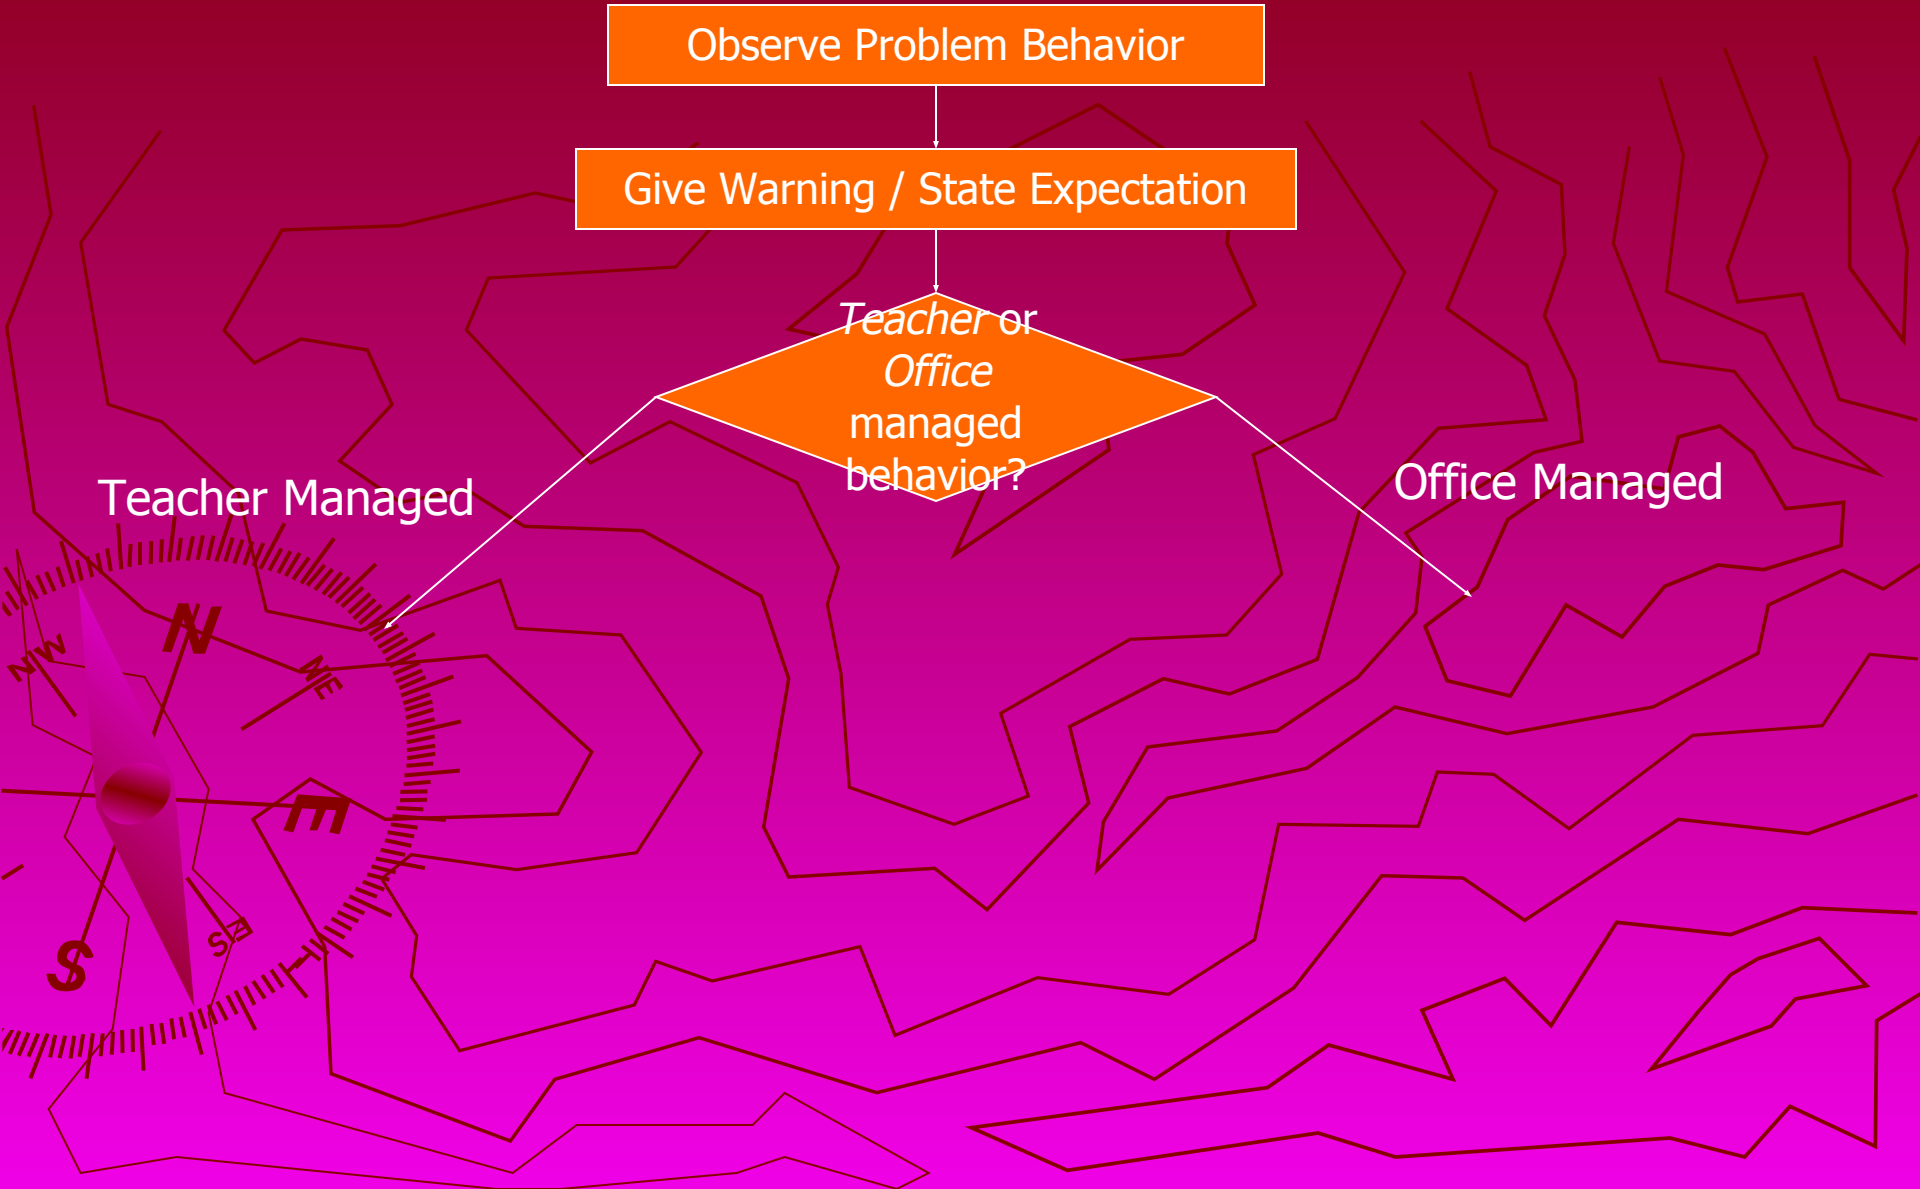 Observe Problem Behavior
Give Warning / State Expectation
Teacher or
Office
managed
behavior?
Teacher Managed
Office Managed
N
NW
NE
E
SE
S